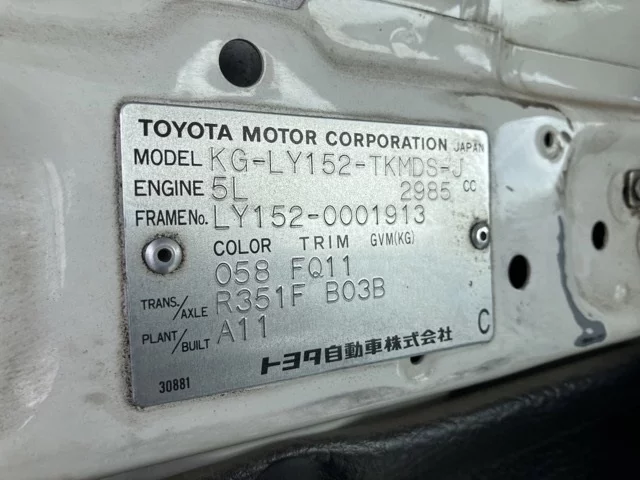 TOYOTA MOTOR CORPORATION JAPAN
MODEL KG-LY152-TKMDS-J
ENGINE 5L 2985 CC
FRAME No. LY152-0001913
COLOR TRIM GVM(KG)
058 FQ11
TRANS./AXLE R351F B03B
PLANT/BUILT A11
トヨタ自動車株式会社 C
30881